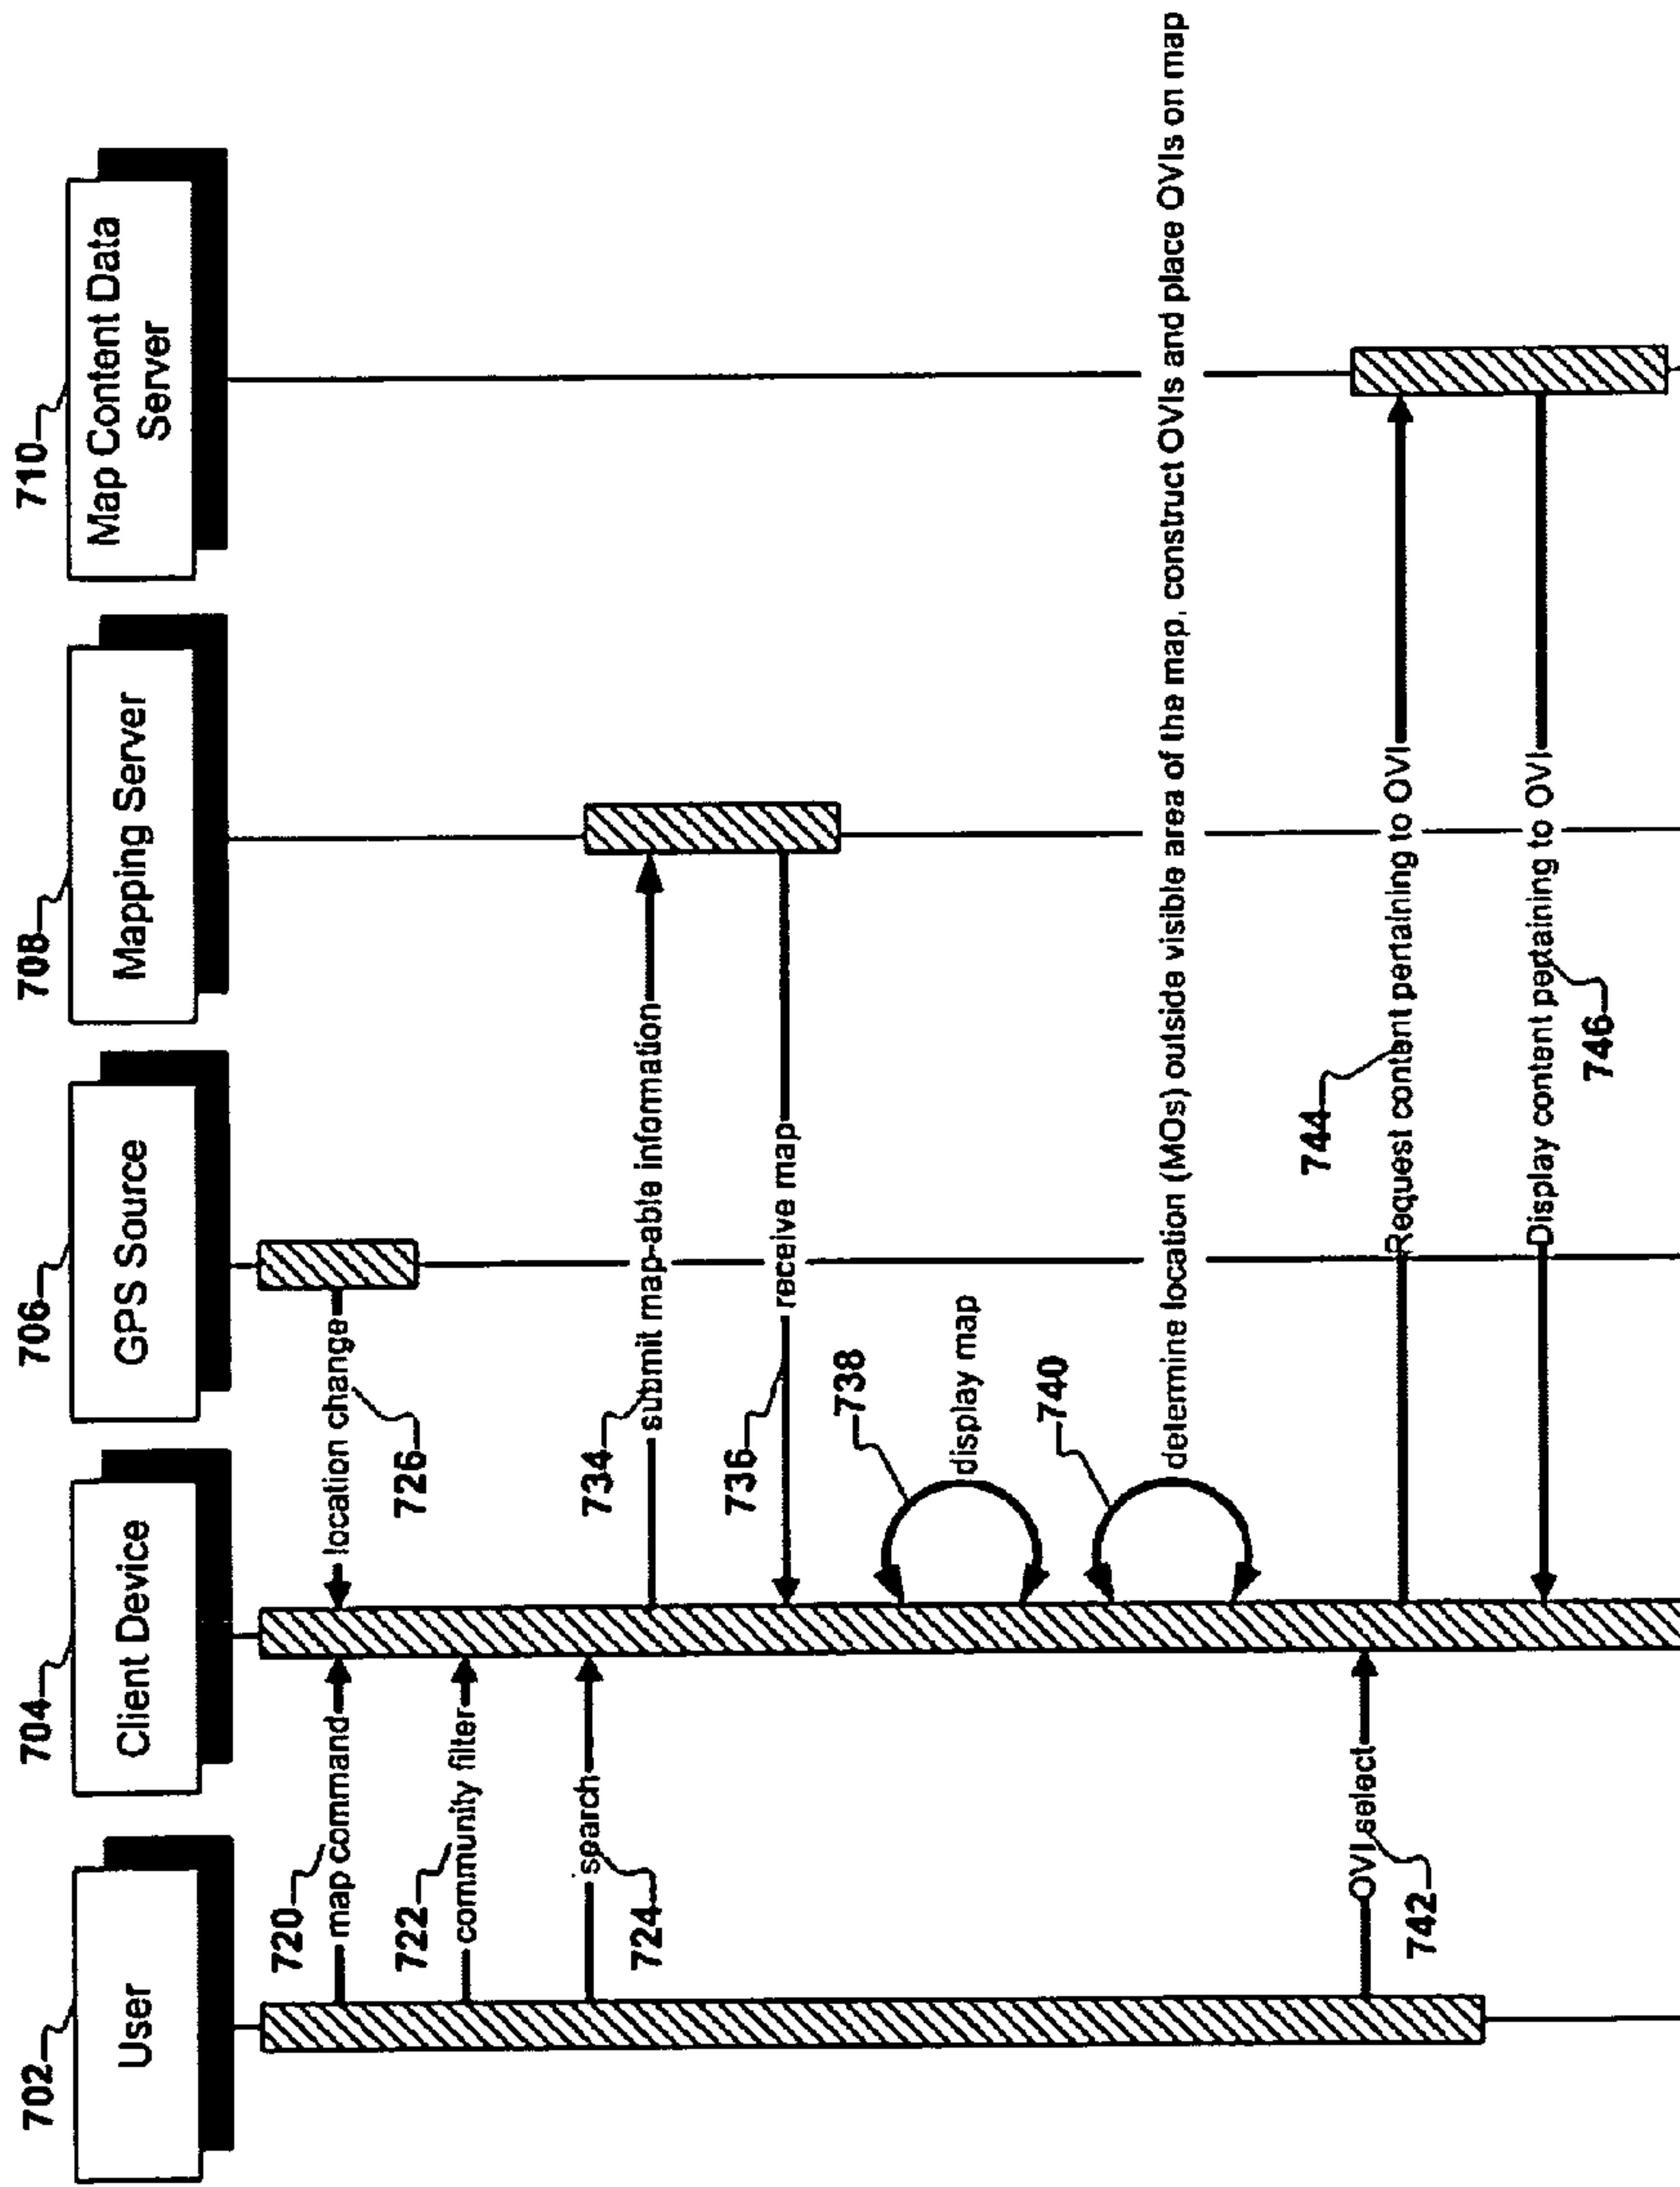 702
User
704
Client Device
706
GPS Source
708
Mapping Server
710
Map Content Data
Server
720
map command
location change
726
722
community filter
search
724
734
submit map-able information
736
receive map
738
display map
740
determine location (MOs) outside visible area of the map, construct OVIs and place OVIs on map
OVI select
742
744
Request content pertaining to OVI
Display content pertaining to OVI
746